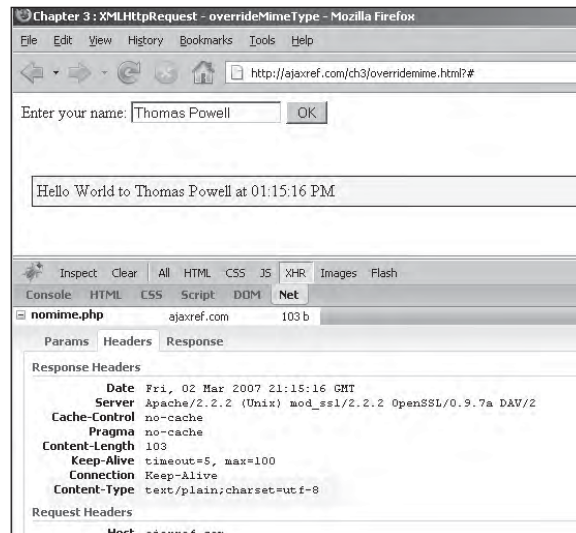 Chapter 3 : XMLHttpRequest - overrideMimeType - Mozilla Firefox
File Edit View History Bookmarks Tools Help
http://ajaxref.com/ch3/overridemime.html?#
Enter your name: Thomas Powell OK
Hello World to Thomas Powell at 01:15:16 PM
Inspect Clear All HTML CSS JS XHR Images Flash
Console HTML CSS Script DOM Net
nomime.php ajaxref.com 103 b
Params Headers Response
Response Headers
Date Fri, 02 Mar 2007 21:15:16 GMT
Server Apache/2.2.2 (Unix) mod_ssl/2.2.2 OpenSSL/0.9.7a DAV/2
Cache-Control no-cache
Pragma no-cache
Content-Length 103
Keep-Alive timeout=5, max=100
Connection Keep-Alive
Content-Type text/plain;charset=utf-8
Request Headers
Host ajaxref.com